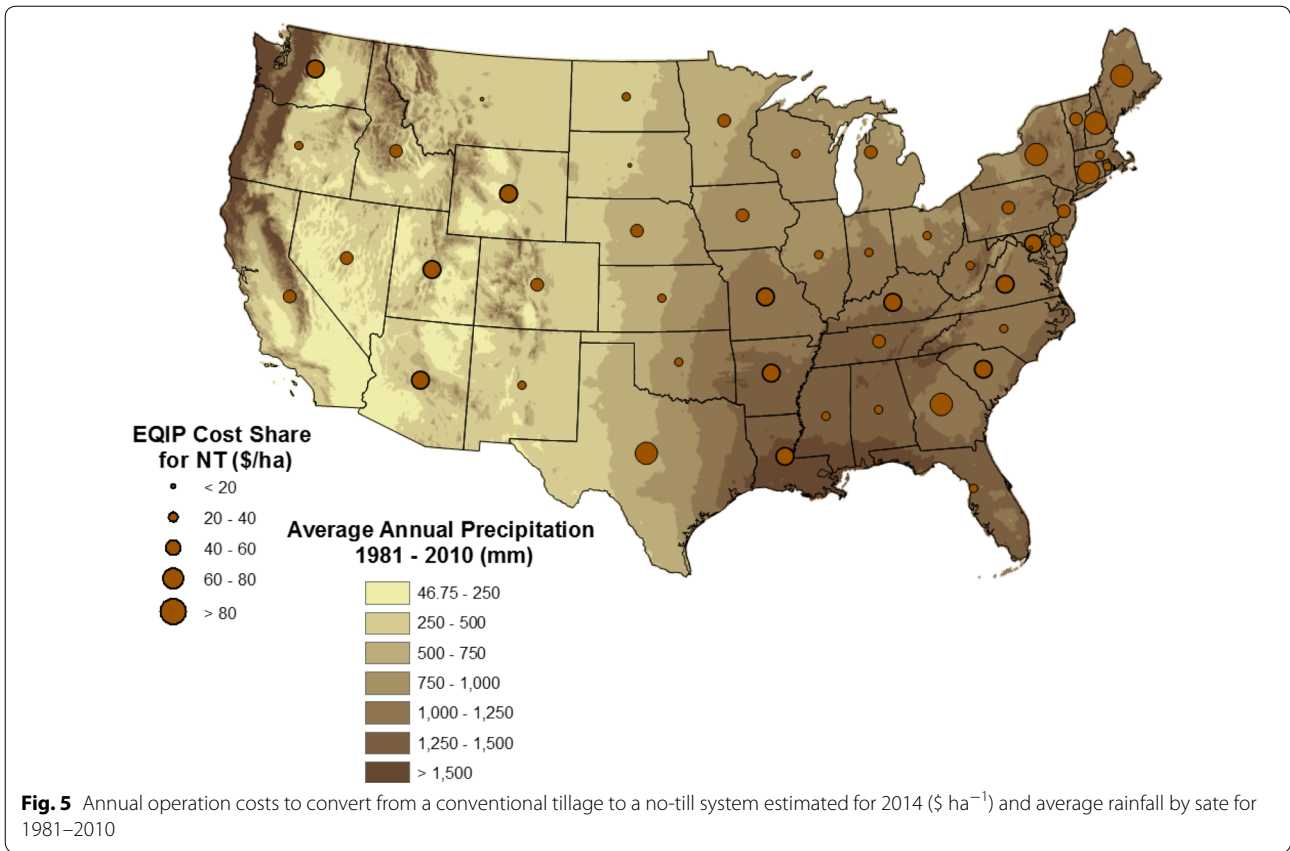 EQIP Cost Share
for NT ($/ha)
< 20
20 - 40
40 - 60
60 - 80
> 80
Average Annual Precipitation
1981 - 2010 (mm)
46.75 - 250
250 - 500
500 - 750
750 - 1,000
1,000 - 1,250
1,250 - 1,500
> 1,500
Fig. 5 Annual operation costs to convert from a conventional tillage to a no-till system estimated for 2014 ($ ha⁻¹) and average rainfall by sate for
1981–2010